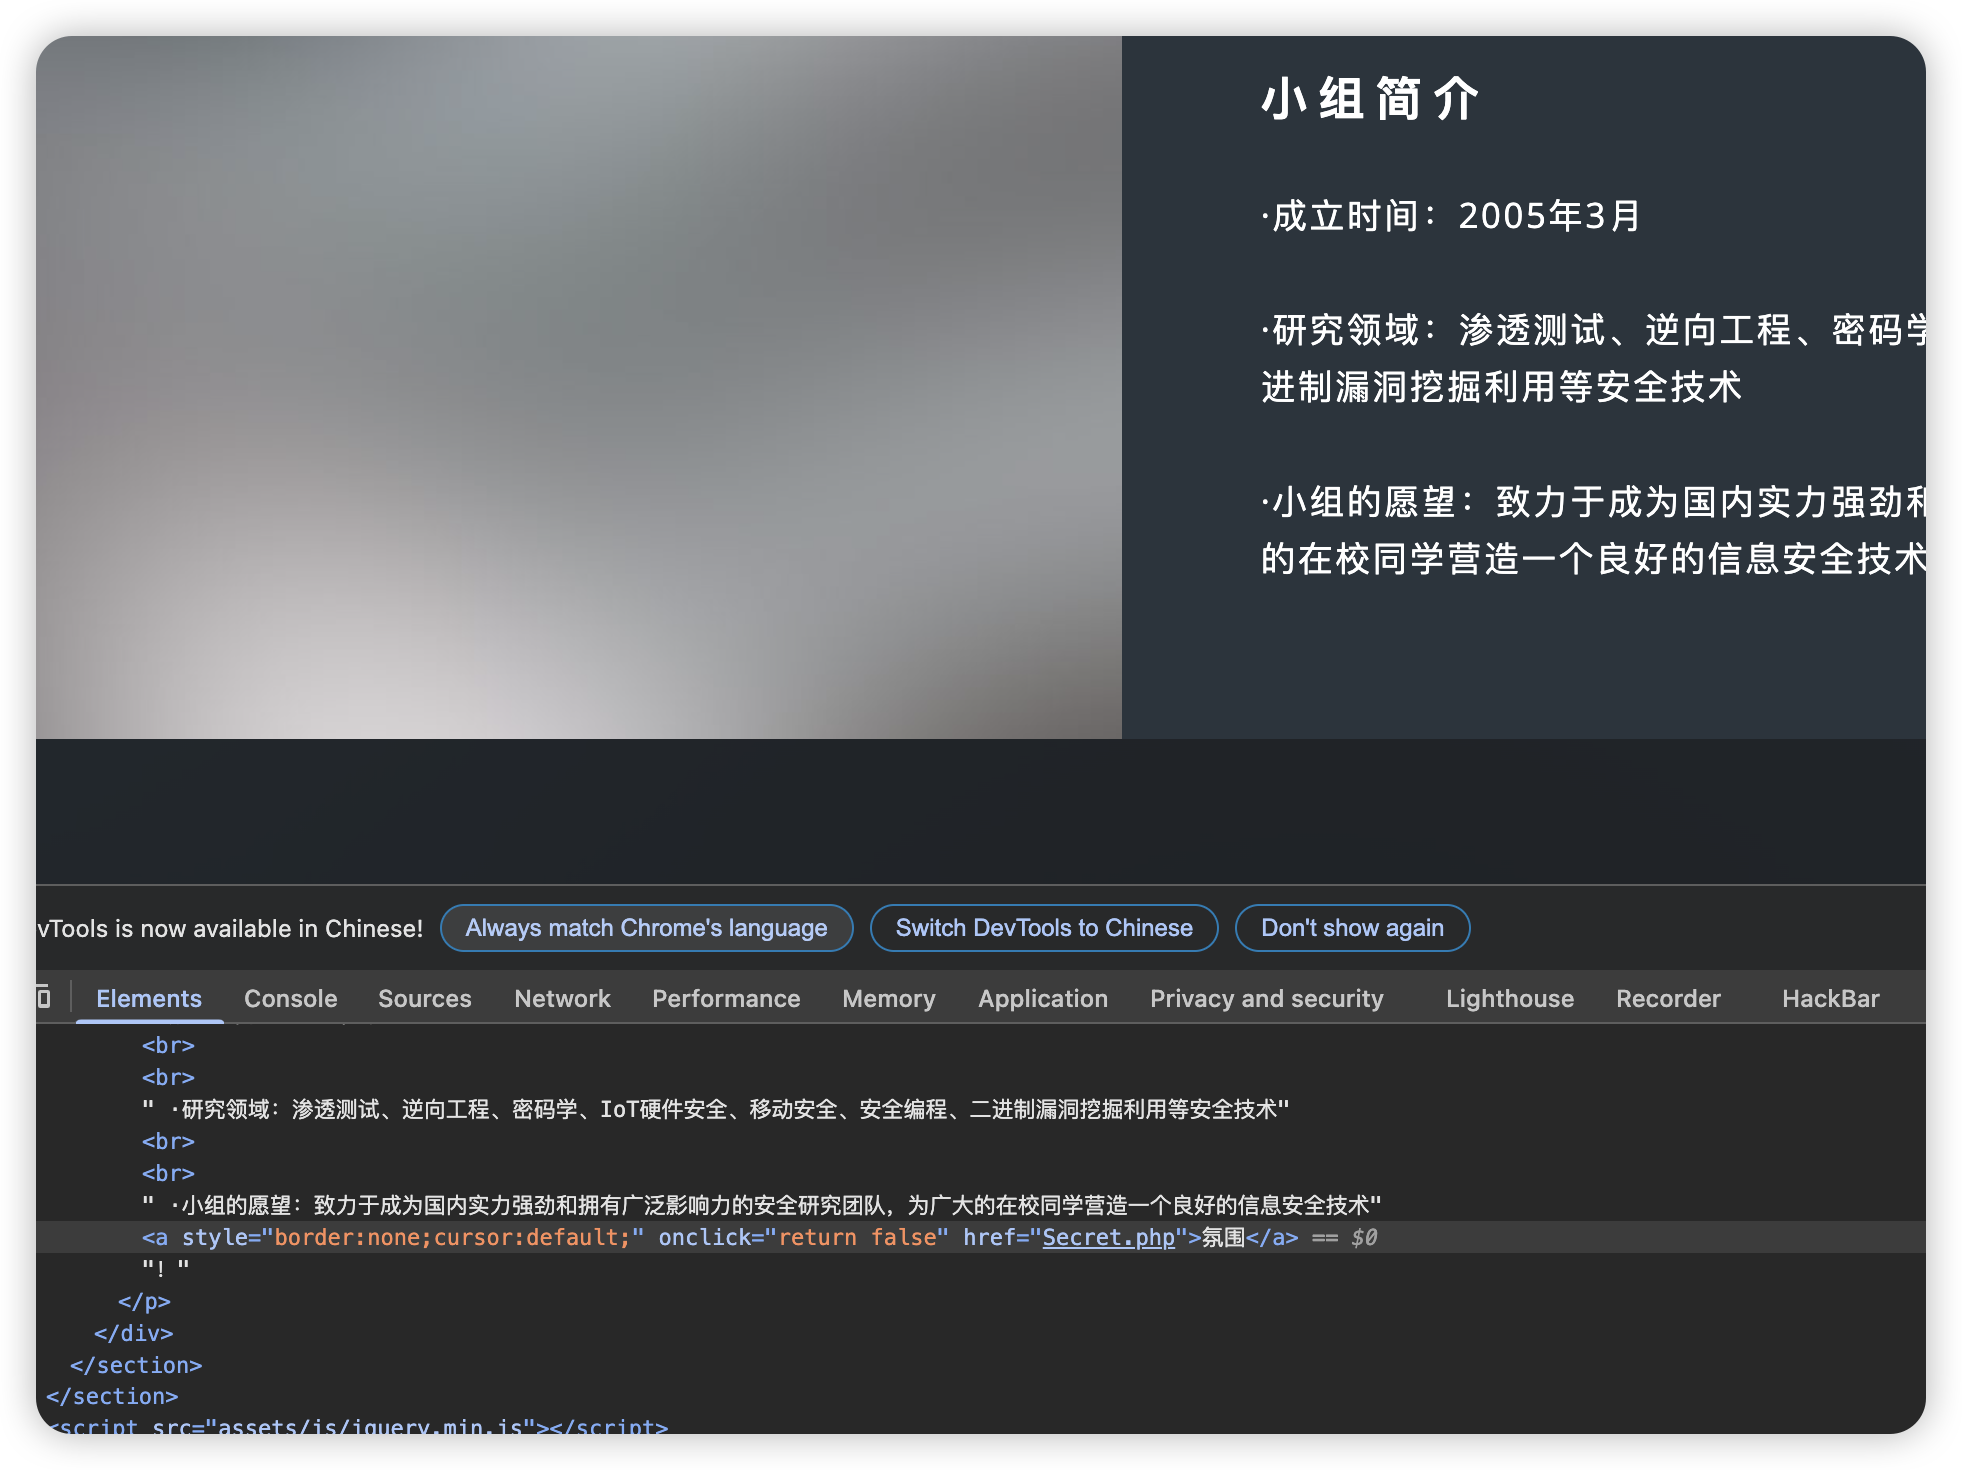 小组简介
·成立时间：2005年3月
·研究领域：渗透测试、逆向工程、密码学
进制漏洞挖掘利用等安全技术
·小组的愿望：致力于成为国内实力强劲和
的在校同学营造一个良好的信息安全技术
vTools is now available in Chinese! Always match Chrome's language Switch DevTools to Chinese Don't show again
Elements Console Sources Network Performance Memory Application Privacy and security Lighthouse Recorder HackBar
<br>
<br>
" ·研究领域：渗透测试、逆向工程、密码学、IoT硬件安全、移动安全、安全编程、二进制漏洞挖掘利用等安全技术"
<br>
<br>
" ·小组的愿望：致力于成为国内实力强劲和拥有广泛影响力的安全研究团队，为广大的在校同学营造一个良好的信息安全技术"
<a style="border:none;cursor:default;" onclick="return false" href="Secret.php">氛围</a> == $0
"！"
</p>
</div>
</section>
</section>
<script src="assets/js/jquery.min.js"></script>